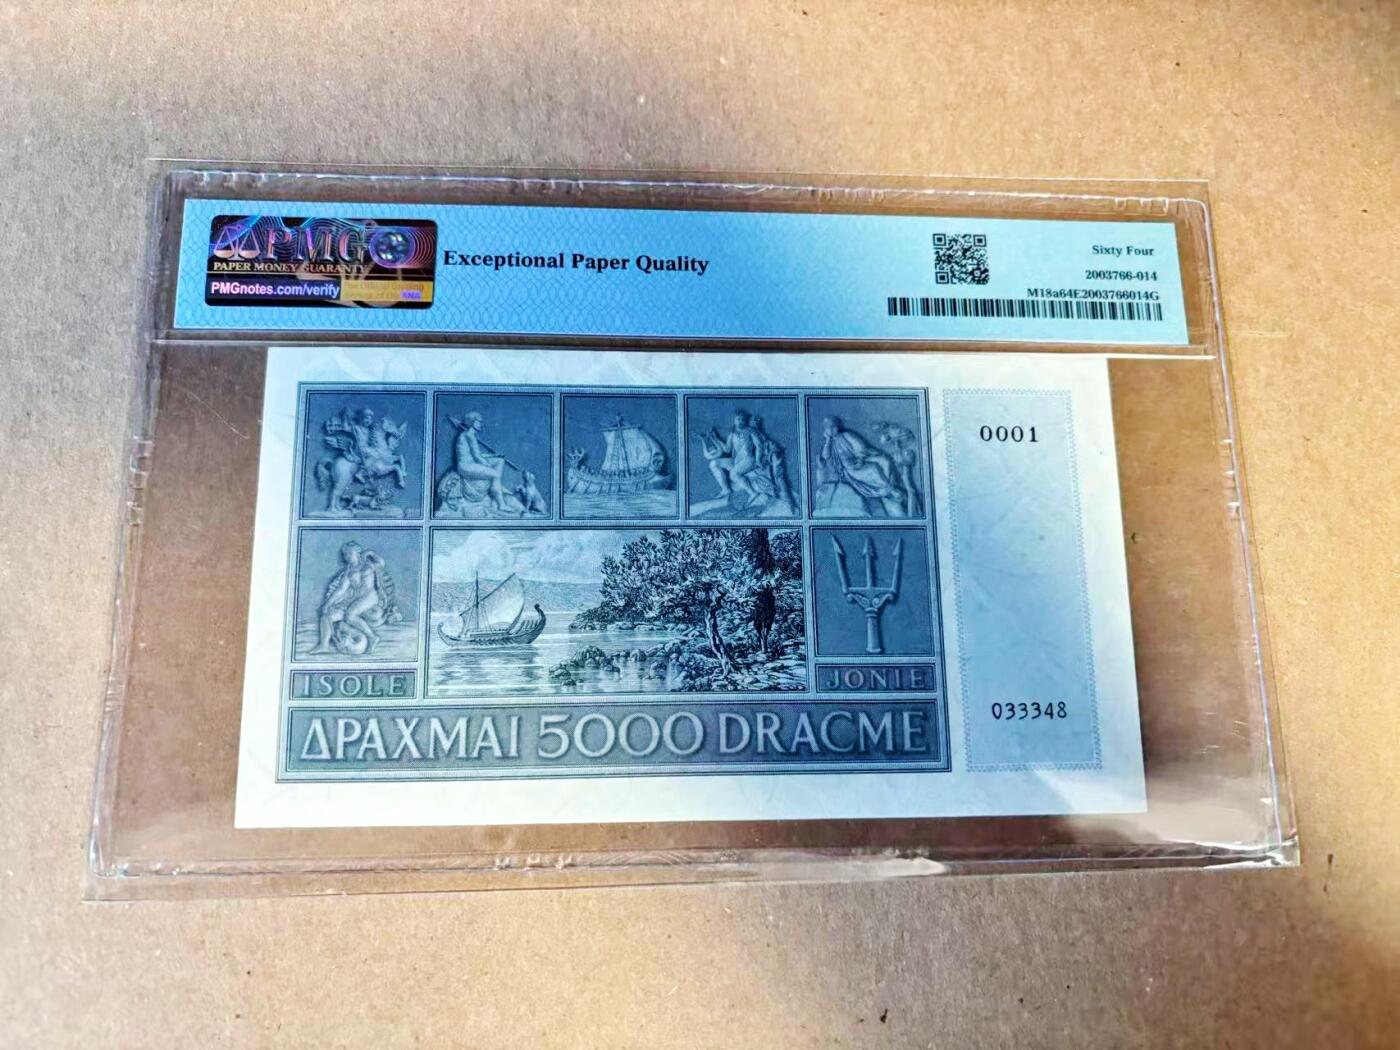 PMG
PAPER MONEY GUARANTY
PMGnotes.com/verify
Exceptional Paper Quality
Sixty Four
2003766-014
M18a64E2003766014G
0001
ISOLE
JONIE
ΔΡΑΧΜΑΙ 5000 DRACME
033348